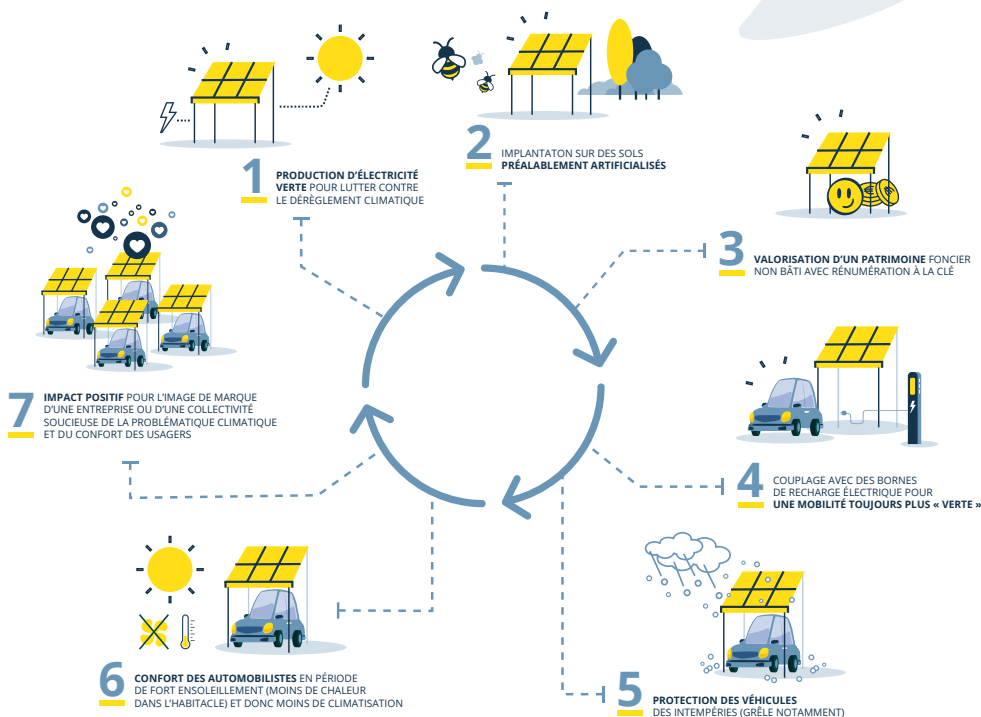 1
PRODUCTION D'ÉLECTRICITÉ
VERTE POUR LUTTER CONTRE
LE DÉRÈGLEMENT CLIMATIQUE
2
IMPLANTATON SUR DES SOLS
PRÉALABLEMENT ARTIFICIALISÉS
3
VALORISATION D'UN PATRIMOINE FONCIER
NON BÂTI AVEC RÉNUMÉRATION À LA CLÉ
4
COUPLAGE AVEC DES BORNES
DE RECHARGE ÉLECTRIQUE POUR
UNE MOBILITÉ TOUJOURS PLUS « VERTE »
5
PROTECTION DES VÉHICULES
DES INTEMPÉRIES (GRÊLE NOTAMMENT)
6
CONFORT DES AUTOMOBILISTES EN PÉRIODE
DE FORT ENSOLEILLEMENT (MOINS DE CHALEUR
DANS L'HABITACLE) ET DONC MOINS DE CLIMATISATION
7
IMPACT POSITIF POUR L'IMAGE DE MARQUE
D'UNE ENTREPRISE OU D'UNE COLLECTIVITÉ
SOUCIEUSE DE LA PROBLÉMATIQUE CLIMATIQUE
ET DU CONFORT DES USAGERS